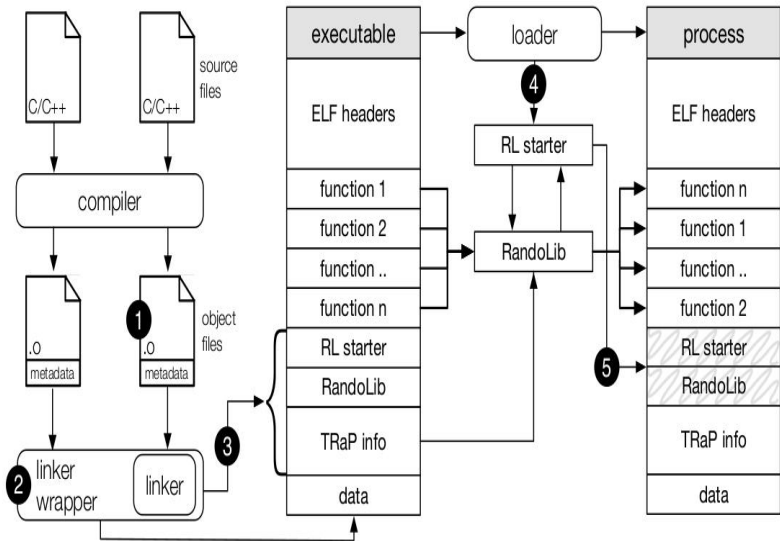 C/C++
C/C++
source
files
compiler
1
.o
metadata
.o
metadata
object
files
2
linker
wrapper
linker
3
executable
ELF headers
function 1
function 2
function ..
function n
RL starter
RandoLib
TRaP info
data
loader
4
RL starter
RandoLib
5
process
ELF headers
function n
function 1
function ..
function 2
RL starter
RandoLib
TRaP info
data